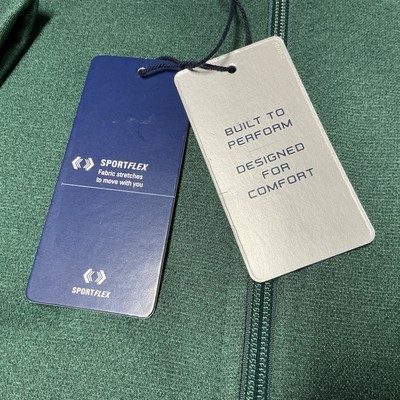 SPORTFLEX
Fabric stretches
to move with you
SPORTFLEX
BUILT TO
PERFORM
DESIGNED
FOR
COMFORT